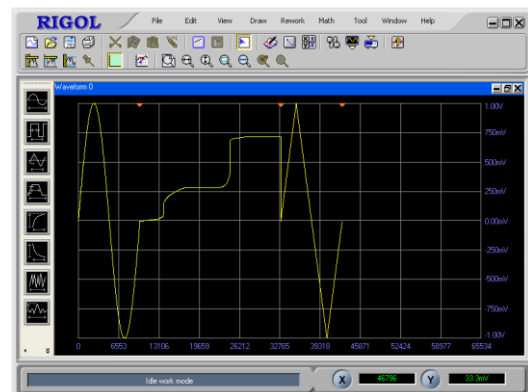 RIGOL File Edit View Draw Rework Math Tool Window Help
Waveform 0
1.00V
750mV
500mV
250mV
0.00V
-250mV
-500mV
-750mV
-1.00V
0 6553 13106 19659 26212 32765 39318 45871 52424 58977 65534
Idle work mode X 46796 Y 33.3mV